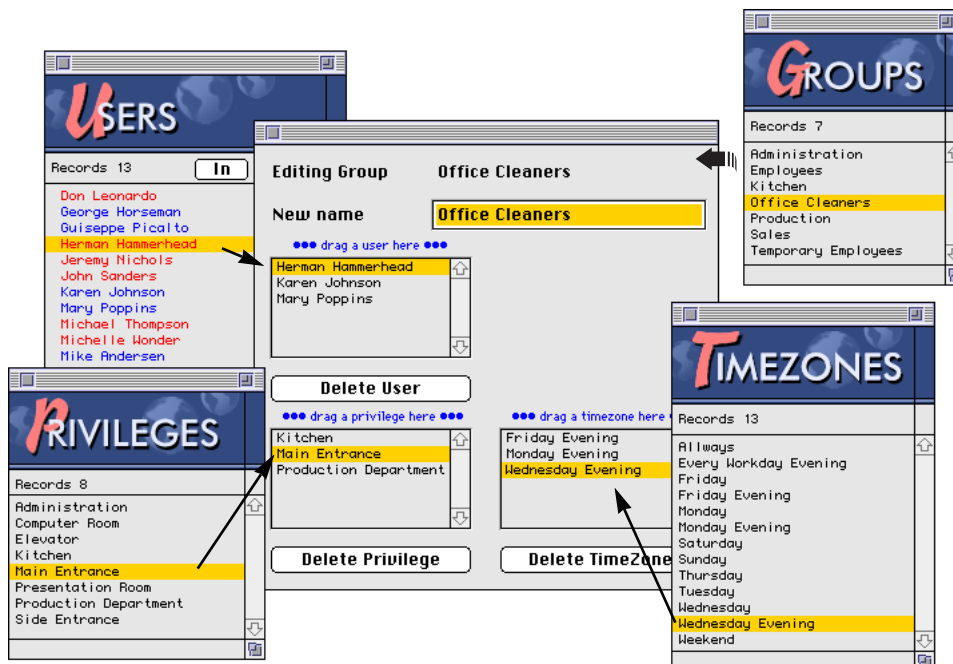 USERS
Records 13
In
Don Leonardo
George Horseman
Guiseppe Picalto
Herman Hammerhead
Jeremy Nichols
John Sanders
Karen Johnson
Mary Poppins
Michael Thompson
Michelle Wonder
Mike Andersen
Editing Group Office Cleaners
New name Office Cleaners
●●● drag a user here ●●●
Herman Hammerhead
Karen Johnson
Mary Poppins
Delete User
●●● drag a privilege here ●●●
Kitchen
Main Entrance
Production Department
Delete Privilege
●●● drag a timezone here ●
Friday Evening
Monday Evening
Wednesday Evening
Delete TimeZone
GROUPS
Records 7
Administration
Employees
Kitchen
Office Cleaners
Production
Sales
Temporary Employees
PRIVILEGES
Records 8
Administration
Computer Room
Elevator
Kitchen
Main Entrance
Presentation Room
Production Department
Side Entrance
TIMEZONES
Records 13
Allways
Every Workday Evening
Friday
Friday Evening
Monday
Monday Evening
Saturday
Sunday
Thursday
Tuesday
Wednesday
Wednesday Evening
Weekend